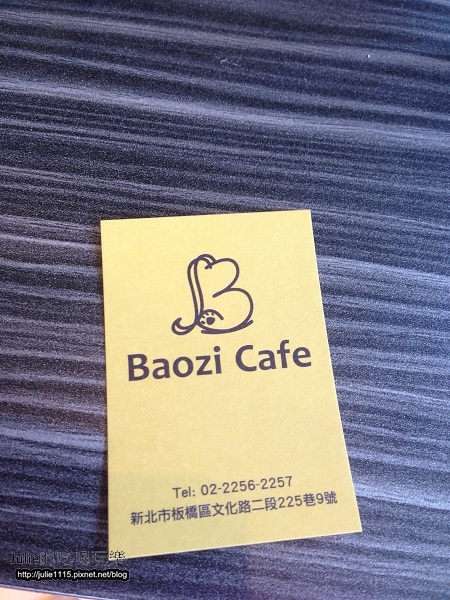 Baozi Cafe
Tel: 02-2256-2257
新北市板橋區文化路二段225巷9號
http://julie1115.pixnet.net/blog